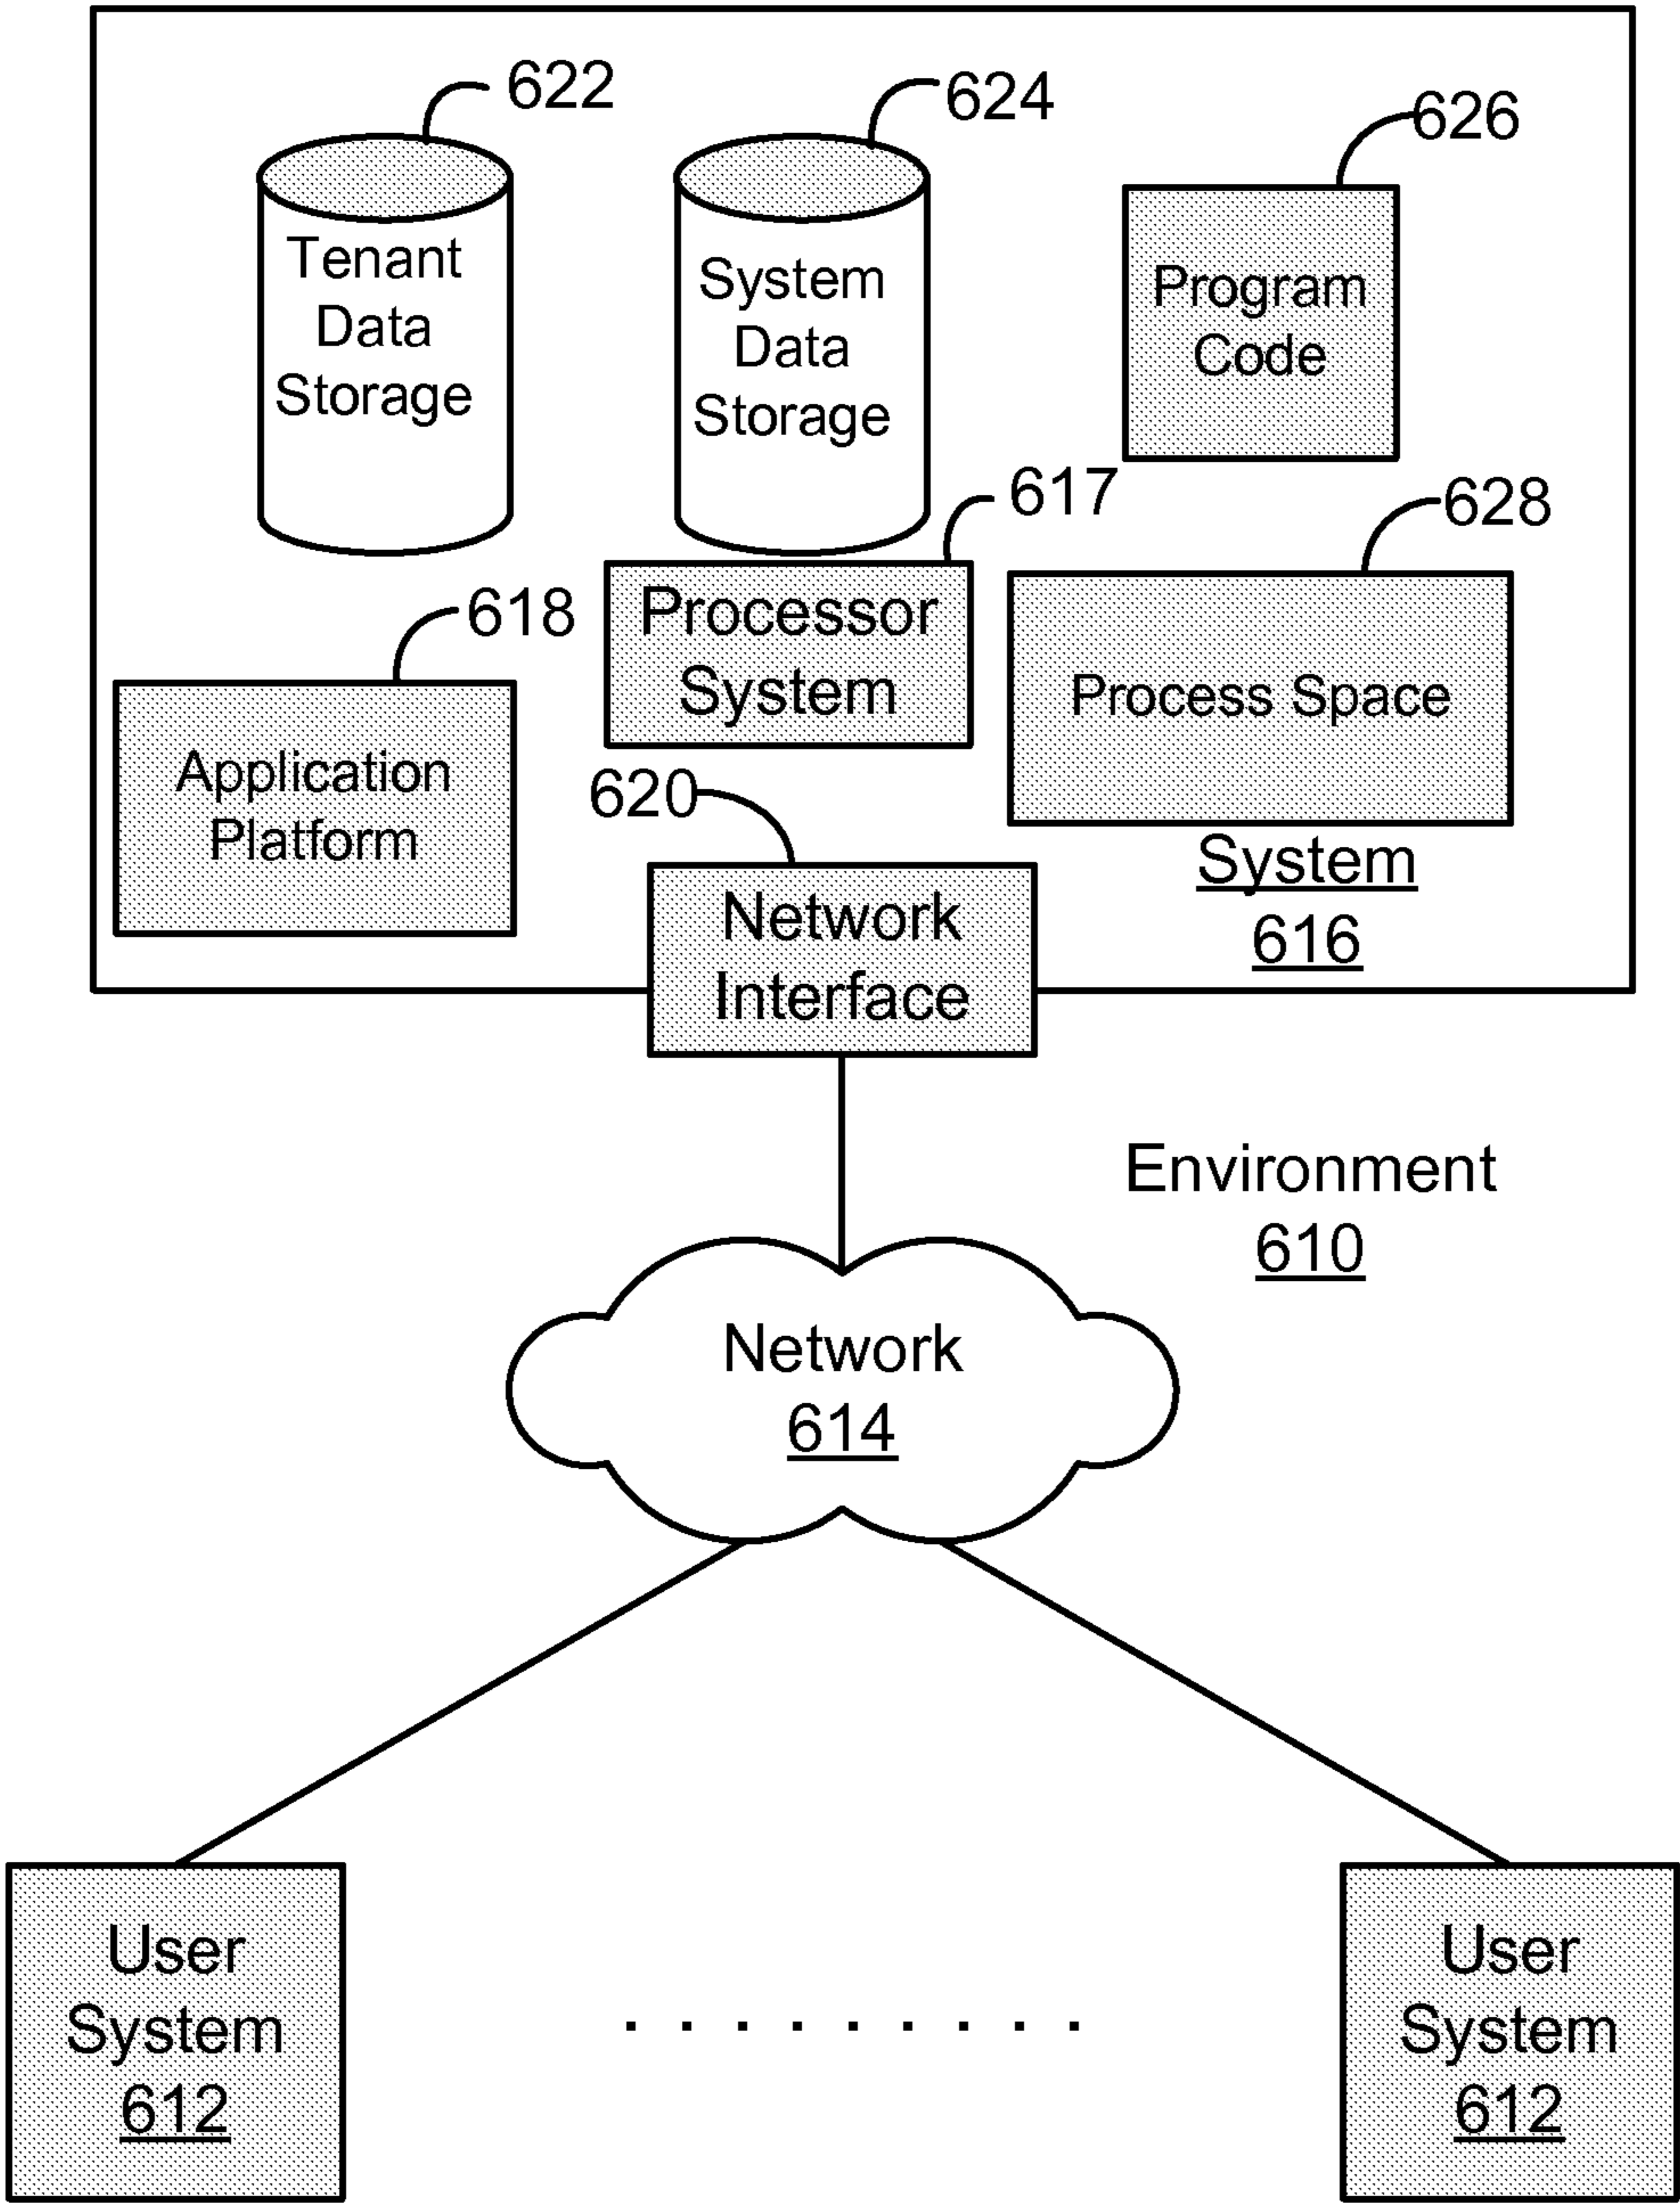 622
624
626
Tenant
Data
Storage
System
Data
Storage
Program
Code
617
628
618
Processor
System
Process Space
Application
Platform
620
System
616
Network
Interface
Environment
610
Network
614
User
System
612
.........
User
System
612